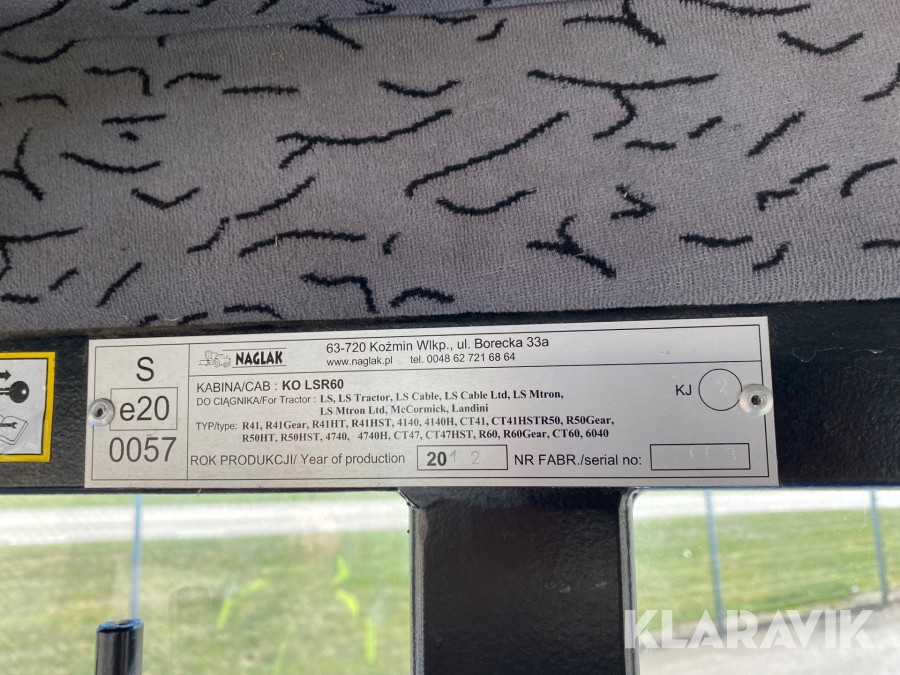 S
e20
0057
NAGLAK
63-720 Koźmin Wlkp., ul. Borecka 33a
www.naglak.pl tel. 0048 62 721 68 64
KABINA/CAB : KO LSR60
DO CIĄGNIKA/For Tractor : LS, LS Tractor, LS Cable, LS Cable Ltd, LS Mtron,
LS Mtron Ltd, McCormick, Landini
TYP/type: R41, R41Gear, R41HT, R41HST, 4140, 4140H, CT41, CT41HSTR50, R50Gear,
R50HT, R50HST, 4740, 4740H, CT47, CT47HST, R60, R60Gear, CT60, 6040
ROK PRODUKCJI/ Year of production 2012 NR FABR./serial no:
KJ 2
KLARAVIK